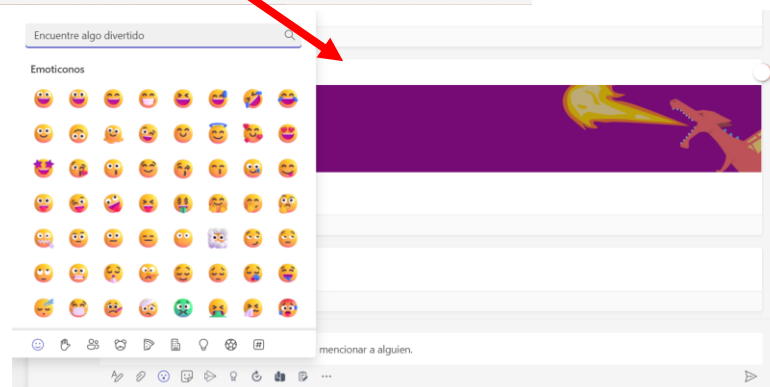 Encuentre algo divertido
Emoticonos
mencionar a alguien.